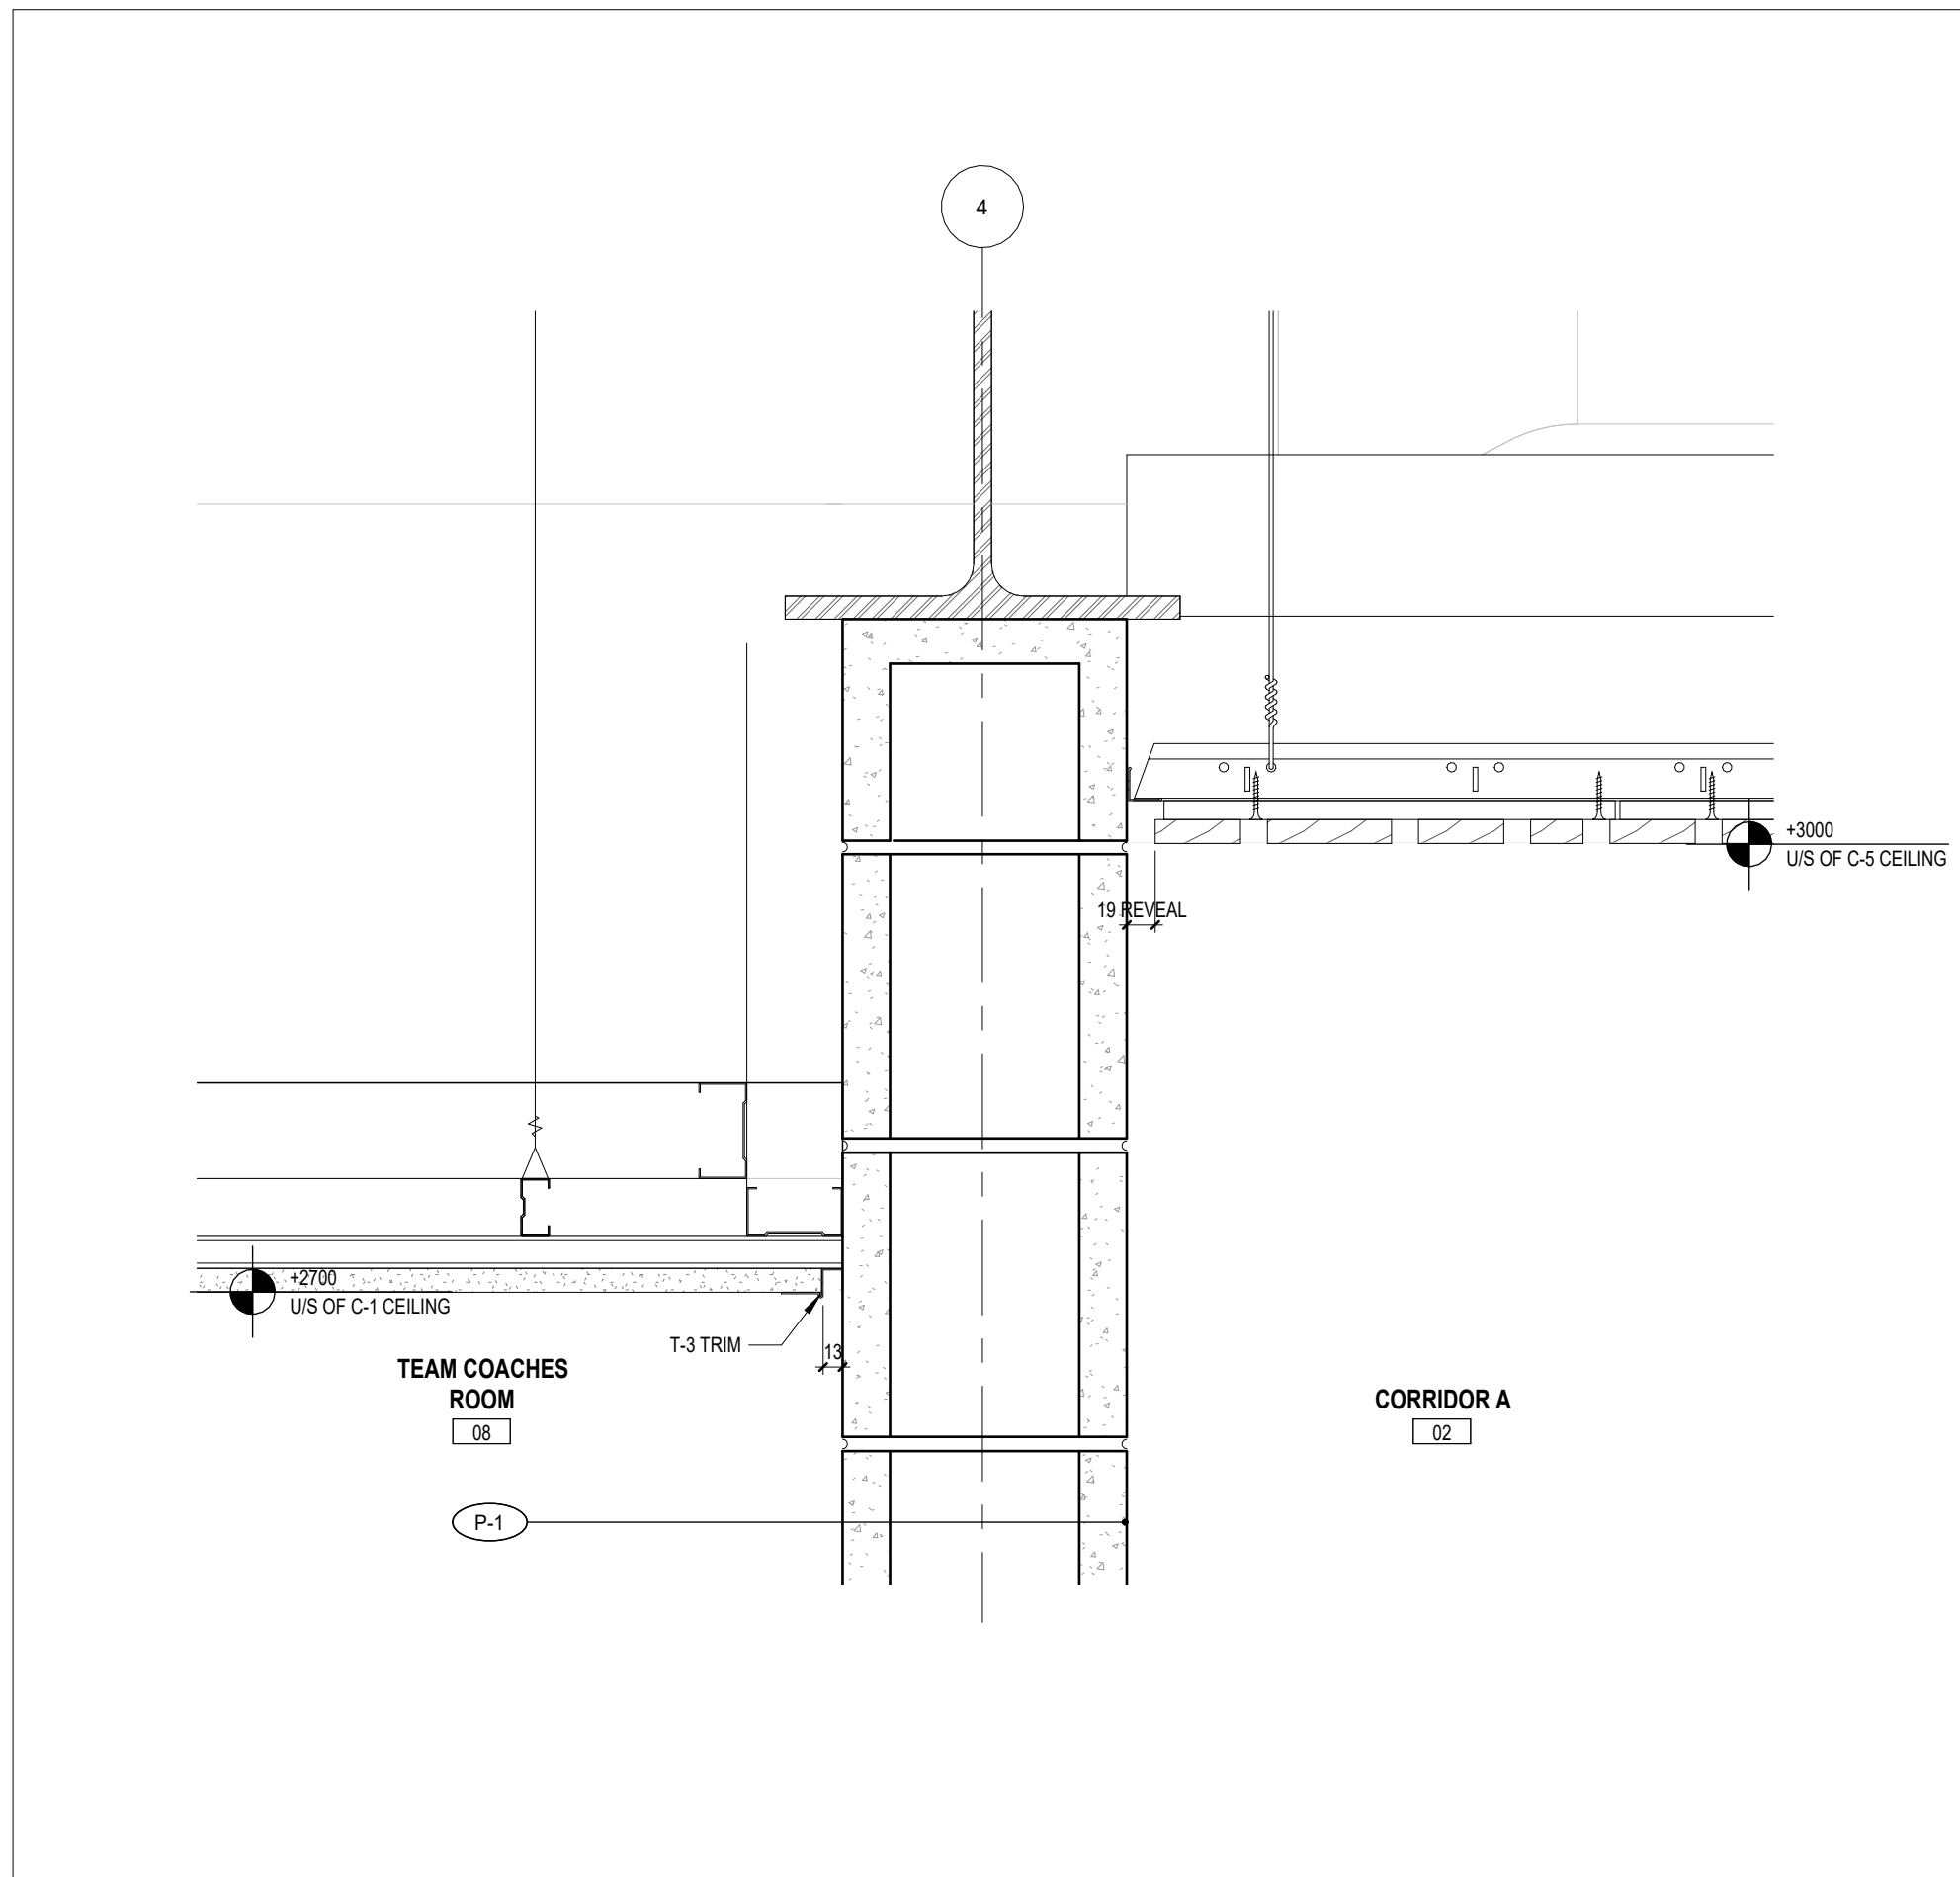 4
+3000
U/S OF C-5 CEILING
19 REVEAL
+2700
U/S OF C-1 CEILING
T-3 TRIM
13
TEAM COACHES
ROOM
08
CORRIDOR A
02
P-1